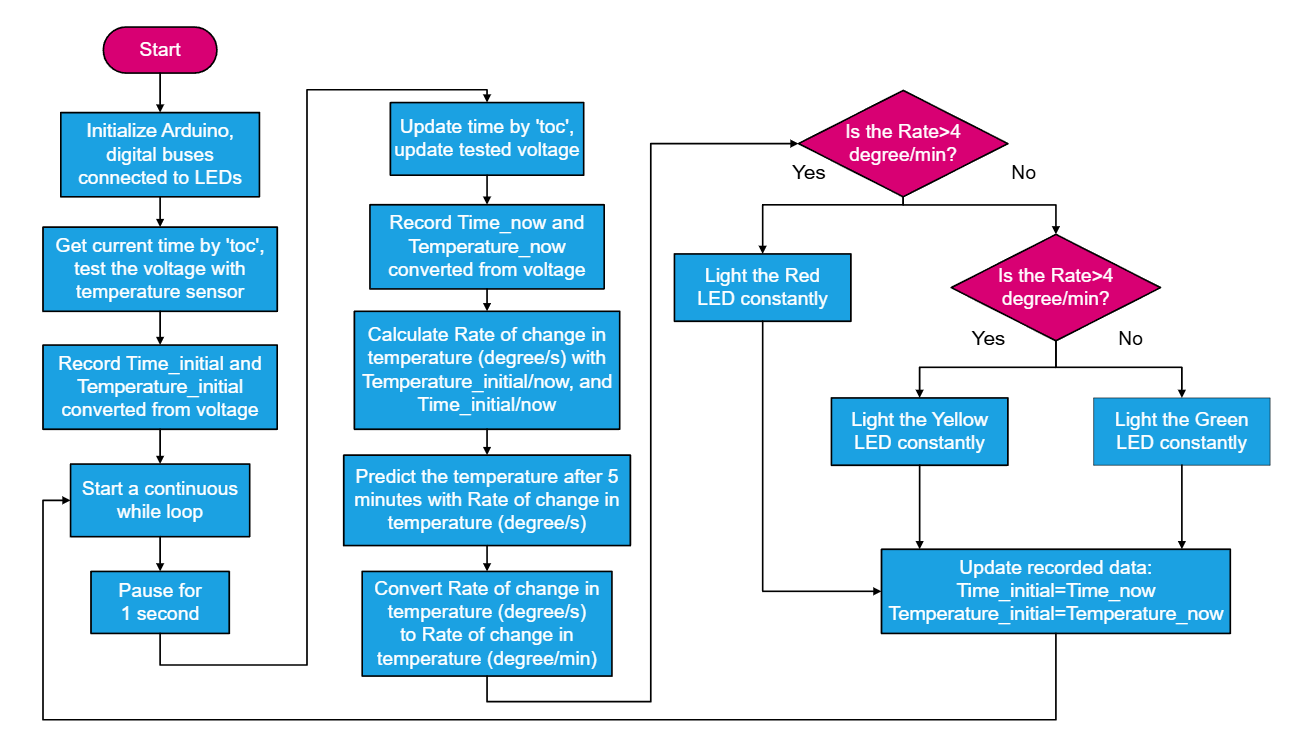 Start
Initialize Arduino,
digital buses
connected to LEDs
Get current time by 'toc',
test the voltage with
temperature sensor
Record Time_initial and
Temperature_initial
converted from voltage
Start a continuous
while loop
Pause for
1 second
Update time by 'toc',
update tested voltage
Record Time_now and
Temperature_now
converted from voltage
Calculate Rate of change in
temperature (degree/s) with
Temperature_initial/now, and
Time_initial/now
Predict the temperature after 5
minutes with Rate of change in
temperature (degree/s)
Convert Rate of change in
temperature (degree/s)
to Rate of change in
temperature (degree/min)
Is the Rate>4
degree/min?
Yes
No
Light the Red
LED constantly
Is the Rate>4
degree/min?
Yes
No
Light the Yellow
LED constantly
Light the Green
LED constantly
Update recorded data:
Time_initial=Time_now
Temperature_initial=Temperature_now